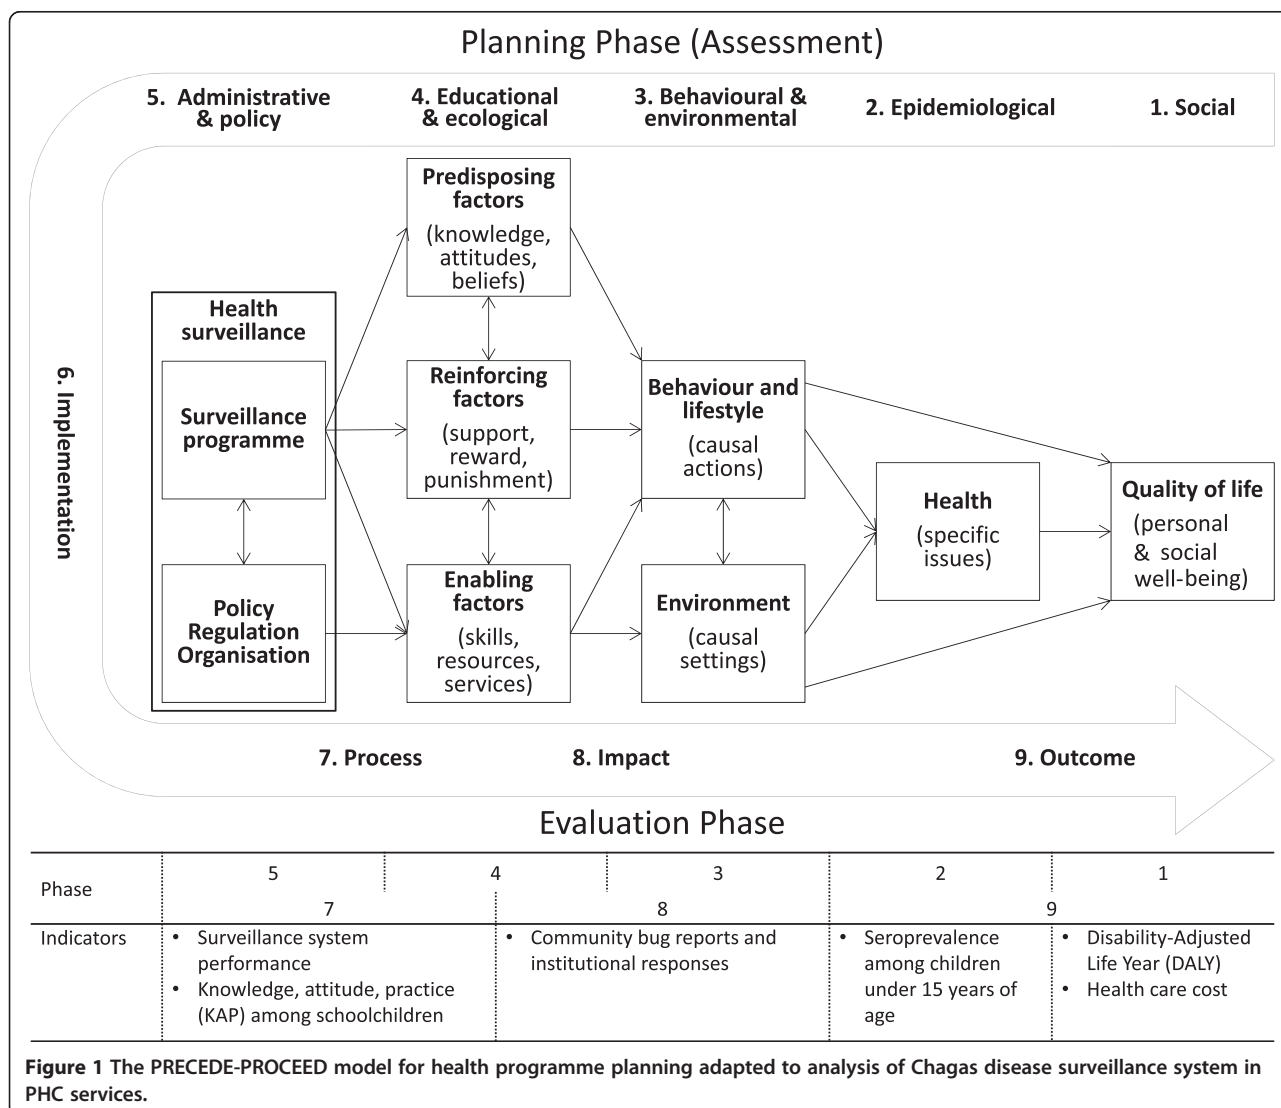 Planning Phase (Assessment)
5. Administrative
& policy
4. Educational
& ecological
3. Behavioural &
environmental
2. Epidemiological
1. Social
6. Implementation
Health
surveillance
Surveillance
programme
Policy
Regulation
Organisation
Predisposing
factors
(knowledge,
attitudes,
beliefs)
Reinforcing
factors
(support,
reward,
punishment)
Enabling
factors
(skills,
resources,
services)
Behaviour and
lifestyle
(causal
actions)
Environment
(causal
settings)
Health
(specific
issues)
Quality of life
(personal
& social
well-being)
7. Process
8. Impact
9. Outcome
Evaluation Phase
Phase
5
4
3
2
1
7
8
9
Indicators
• Surveillance system
performance
• Knowledge, attitude, practice
(KAP) among schoolchildren
• Community bug reports and
institutional responses
• Seroprevalence
among children
under 15 years of
age
• Disability-Adjusted
Life Year (DALY)
• Health care cost
Figure 1 The PRECEDE-PROCEED model for health programme planning adapted to analysis of Chagas disease surveillance system in
PHC services.